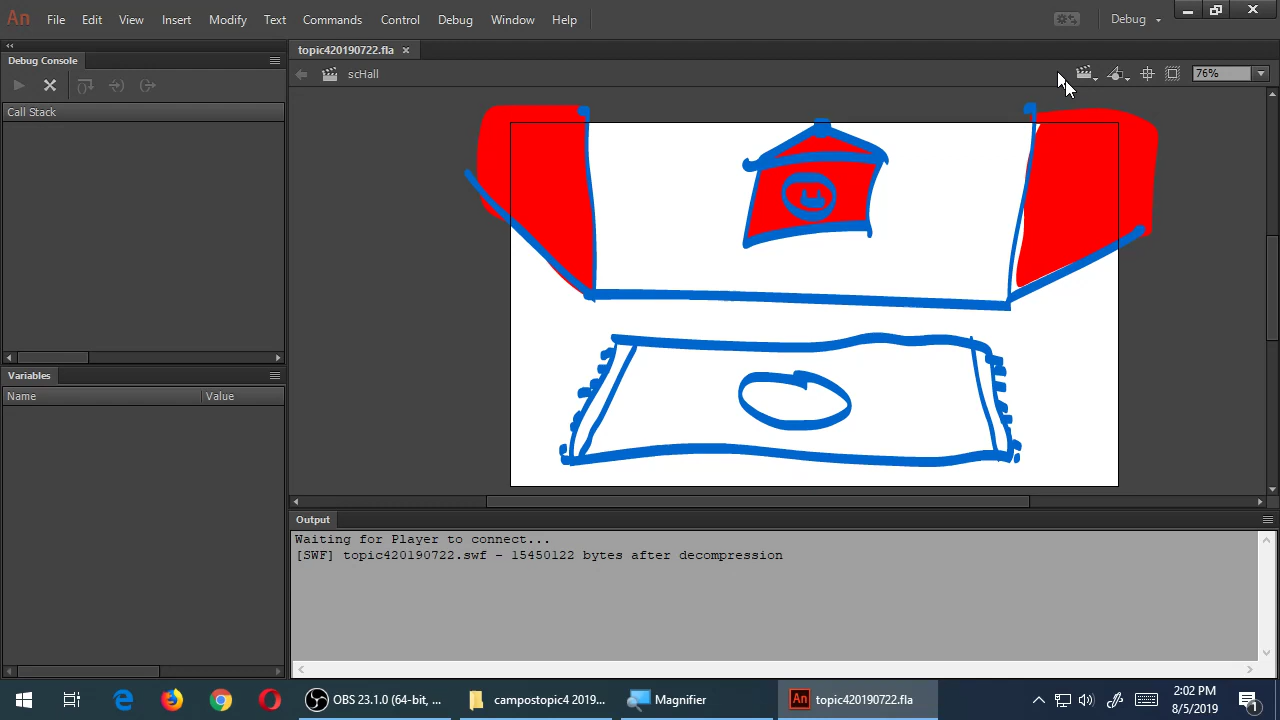 An File Edit View Insert Modify Text Commands Control Debug Window Help Debug
topic420190722.fla
Debug Console
scHall 76%
Call Stack
Variables
Name Value
Output
Waiting for Player to connect...
[SWF] topic420190722.swf - 15450122 bytes after decompression
OBS 23.1.0 (64-bit, ... campostopic4 2019... Magnifier An topic420190722.fla
2:02 PM
8/5/2019
1